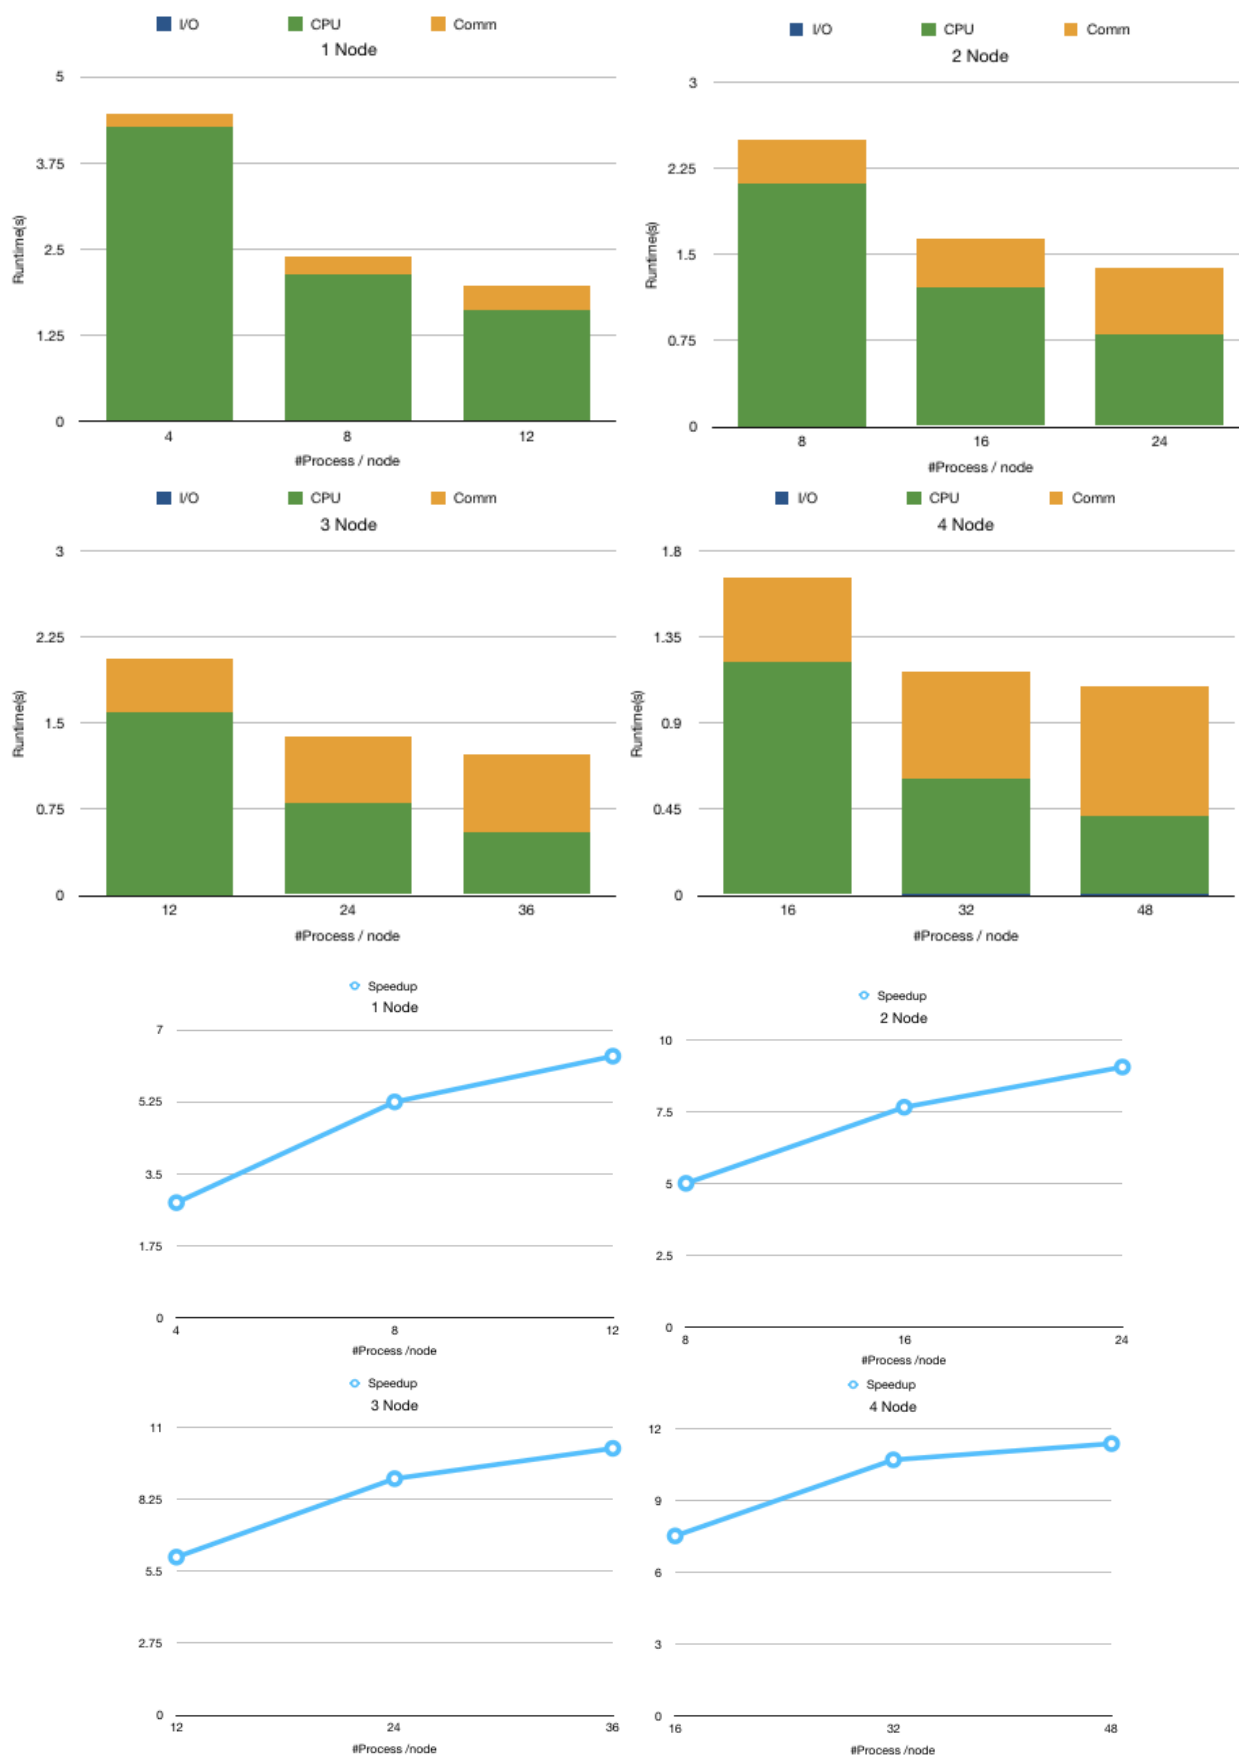 I/O CPU Comm
1 Node
5
3.75
2.5
1.25
0
Runtime(s)
4 8 12
#Process / node
I/O CPU Comm
2 Node
3
2.25
1.5
0.75
0
Runtime(s)
8 16 24
#Process / node
I/O CPU Comm
3 Node
3
2.25
1.5
0.75
0
Runtime(s)
12 24 36
#Process / node
I/O CPU Comm
4 Node
1.8
1.35
0.9
0.45
0
Runtime(s)
16 32 48
#Process / node
Speedup
1 Node
7
5.25
3.5
1.75
0
4 8 12
#Process /node
Speedup
2 Node
10
7.5
5
2.5
0
8 16 24
#Process /node
Speedup
3 Node
11
8.25
5.5
2.75
0
12 24 36
#Process /node
Speedup
4 Node
12
9
6
3
0
16 32 48
#Process /node